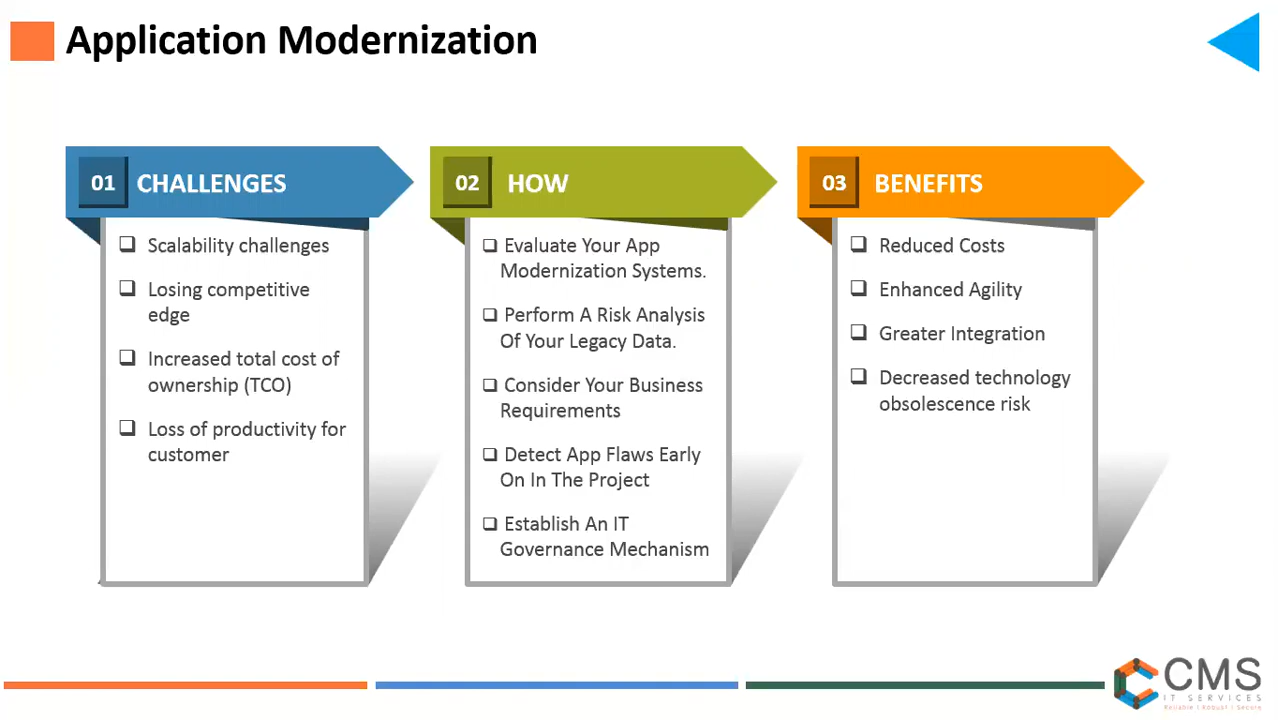 Application Modernization
01 CHALLENGES
Scalability challenges
Losing competitive
edge
Increased total cost of
ownership (TCO)
Loss of productivity for
customer
02 HOW
Evaluate Your App
Modernization Systems.
Perform A Risk Analysis
Of Your Legacy Data.
Consider Your Business
Requirements
Detect App Flaws Early
On In The Project
Establish An IT
Governance Mechanism
03 BENEFITS
Reduced Costs
Enhanced Agility
Greater Integration
Decreased technology
obsolescence risk
CMS
IT SERVICES
Reliable | Robust | Secure